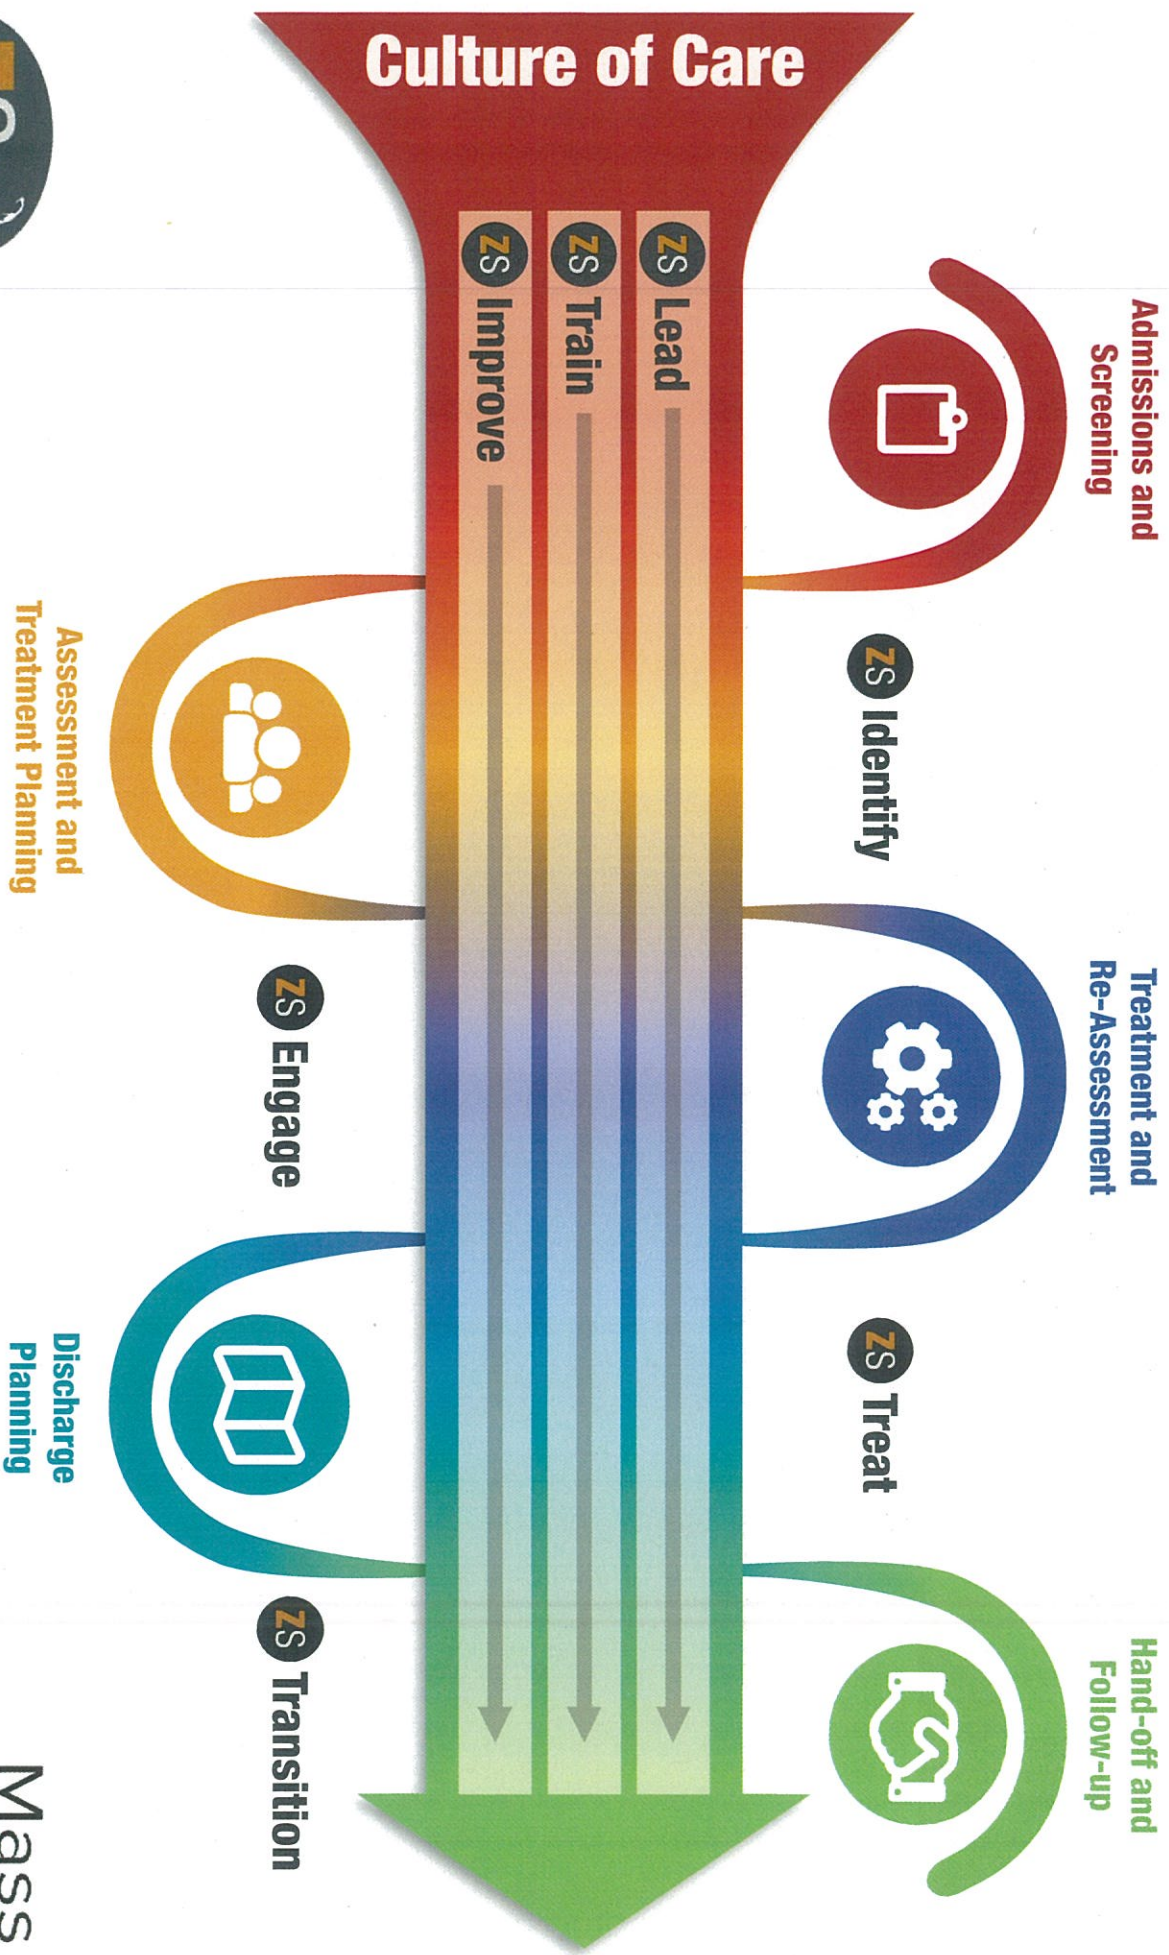 Admissions and
Screening
Treatment and
Re-Assessment
Hand-off and
Follow-up
ZS Identify
ZS Treat
Culture of Care
ZS Lead
ZS Train
ZS Improve
ZS Engage
ZS Transition
Assessment and
Treatment Planning
Discharge
Planning
Mass